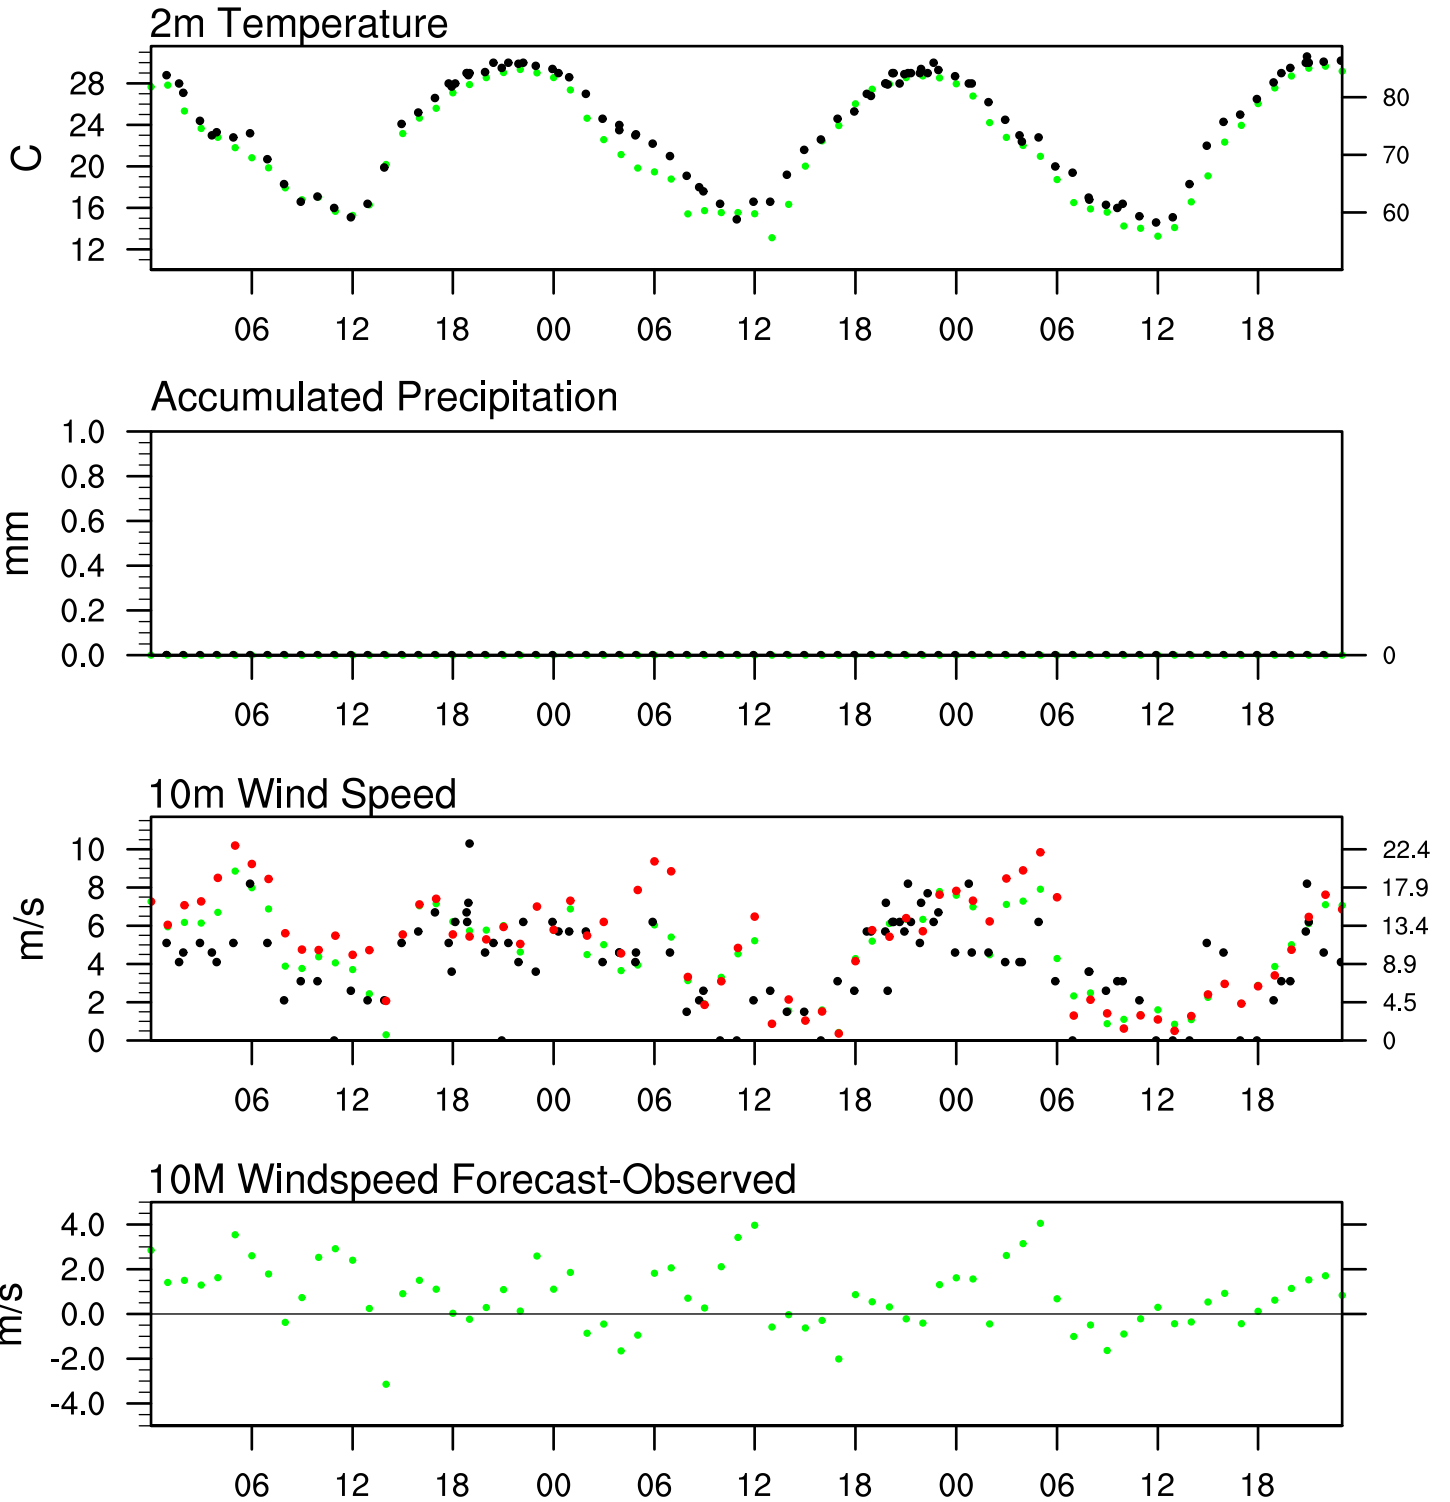 2m Temperature
28
24
20
16
12
C
80
70
60
06 12 18 00 06 12 18 00 06 12 18
Accumulated Precipitation
1.0
0.8
0.6
0.4
0.2
0.0
mm
0
06 12 18 00 06 12 18 00 06 12 18
10m Wind Speed
10
8
6
4
2
0
m/s
22.4
17.9
13.4
8.9
4.5
0
06 12 18 00 06 12 18 00 06 12 18
10M Windspeed Forecast-Observed
4.0
2.0
0.0
-2.0
-4.0
m/s
06 12 18 00 06 12 18 00 06 12 18